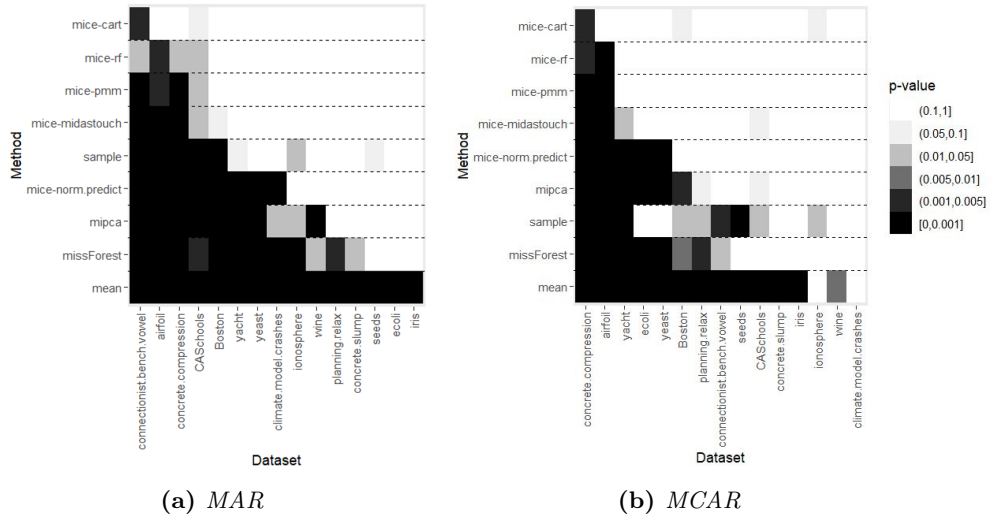 mice-cart
mice-rf
mice-pmm
mice-midastouch
sample
mice-norm.predict
mipca
missForest
mean
Method
connectionist.bench.vowel
airfoil
concrete.compression
CASchools
Boston
yacht
yeast
climate.model.crashes
ionosphere
wine
planning.relax
concrete.slump
seeds
ecoli
iris
Dataset
(a) MAR
mice-cart
mice-rf
mice-pmm
mice-midastouch
mice-norm.predict
mipca
sample
missForest
mean
Method
concrete.compression
airfoil
yacht
ecoli
yeast
Boston
planning.relax
connectionist.bench.vowel
seeds
CASchools
concrete.slump
iris
ionosphere
wine
climate.model.crashes
Dataset
(b) MCAR
p-value
(0.1,1]
(0.05,0.1]
(0.01,0.05]
(0.005,0.01]
(0.001,0.005]
[0,0.001]